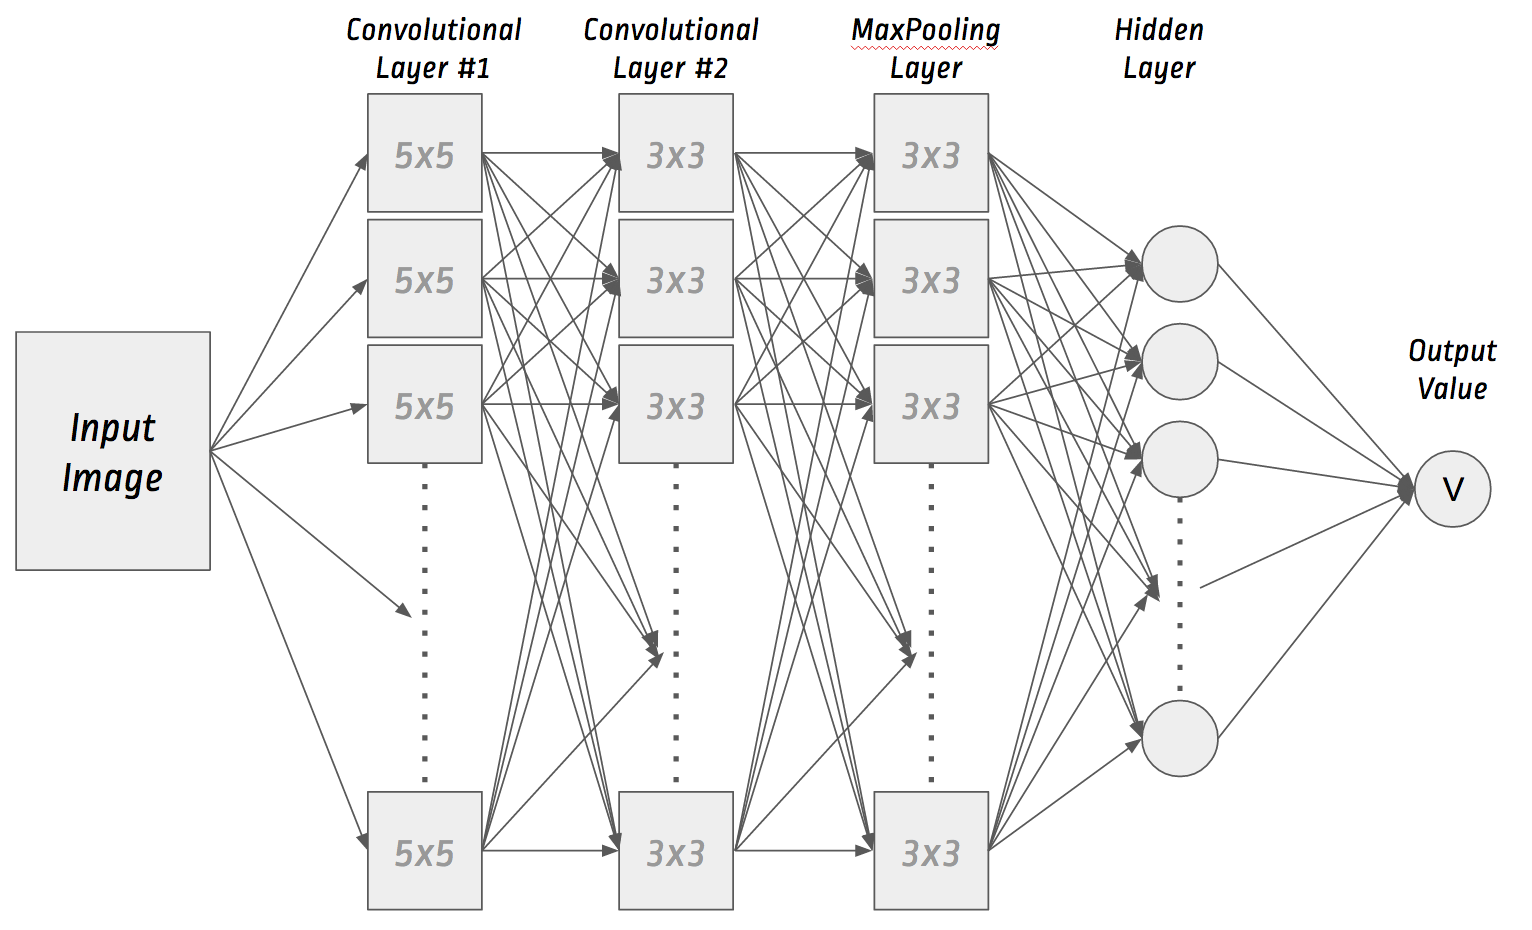 Convolutional
Layer #1
Convolutional
Layer #2
MaxPooling
Layer
Hidden
Layer
5x5
3x3
3x3
5x5
3x3
3x3
5x5
3x3
3x3
Input
Image
Output
Value
V
5x5
3x3
3x3